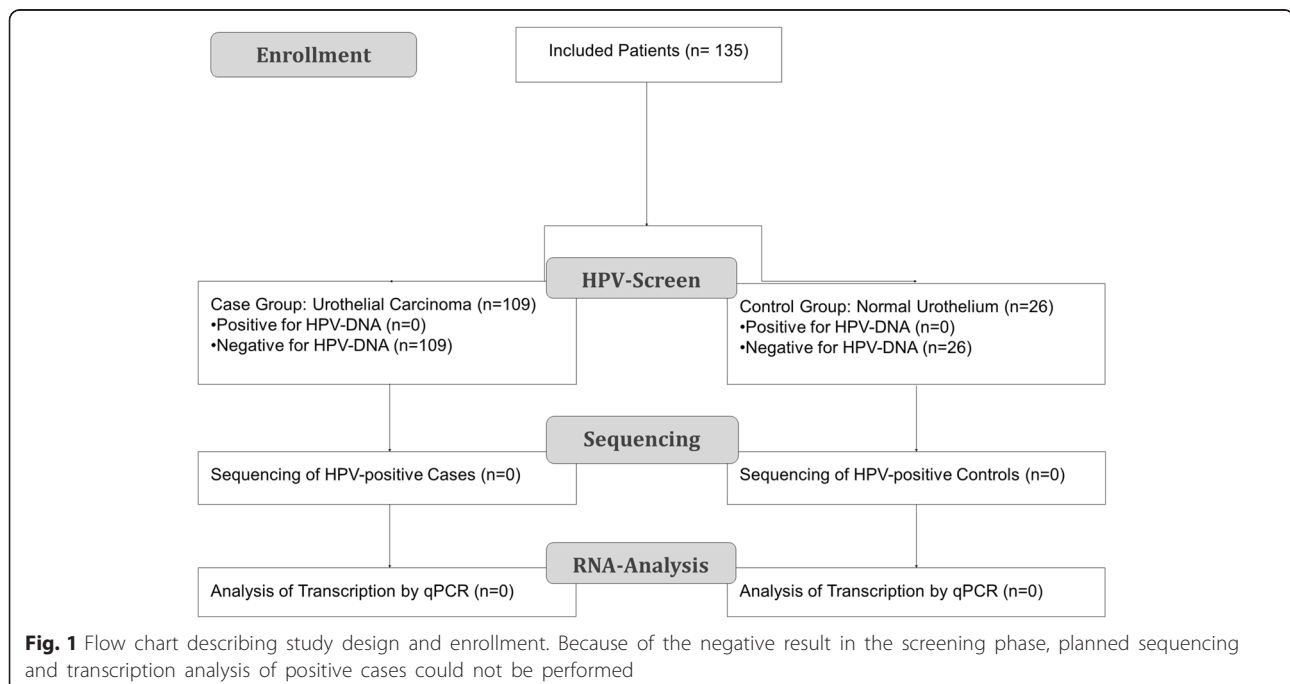 Enrollment
Included Patients (n= 135)
HPV-Screen
Case Group: Urothelial Carcinoma (n=109)
•Positive for HPV-DNA (n=0)
•Negative for HPV-DNA (n=109)
Control Group: Normal Urothelium (n=26)
•Positive for HPV-DNA (n=0)
•Negative for HPV-DNA (n=26)
Sequencing
Sequencing of HPV-positive Cases (n=0)
Sequencing of HPV-positive Controls (n=0)
RNA-Analysis
Analysis of Transcription by qPCR (n=0)
Analysis of Transcription by qPCR (n=0)
Fig. 1 Flow chart describing study design and enrollment. Because of the negative result in the screening phase, planned sequencing
and transcription analysis of positive cases could not be performed